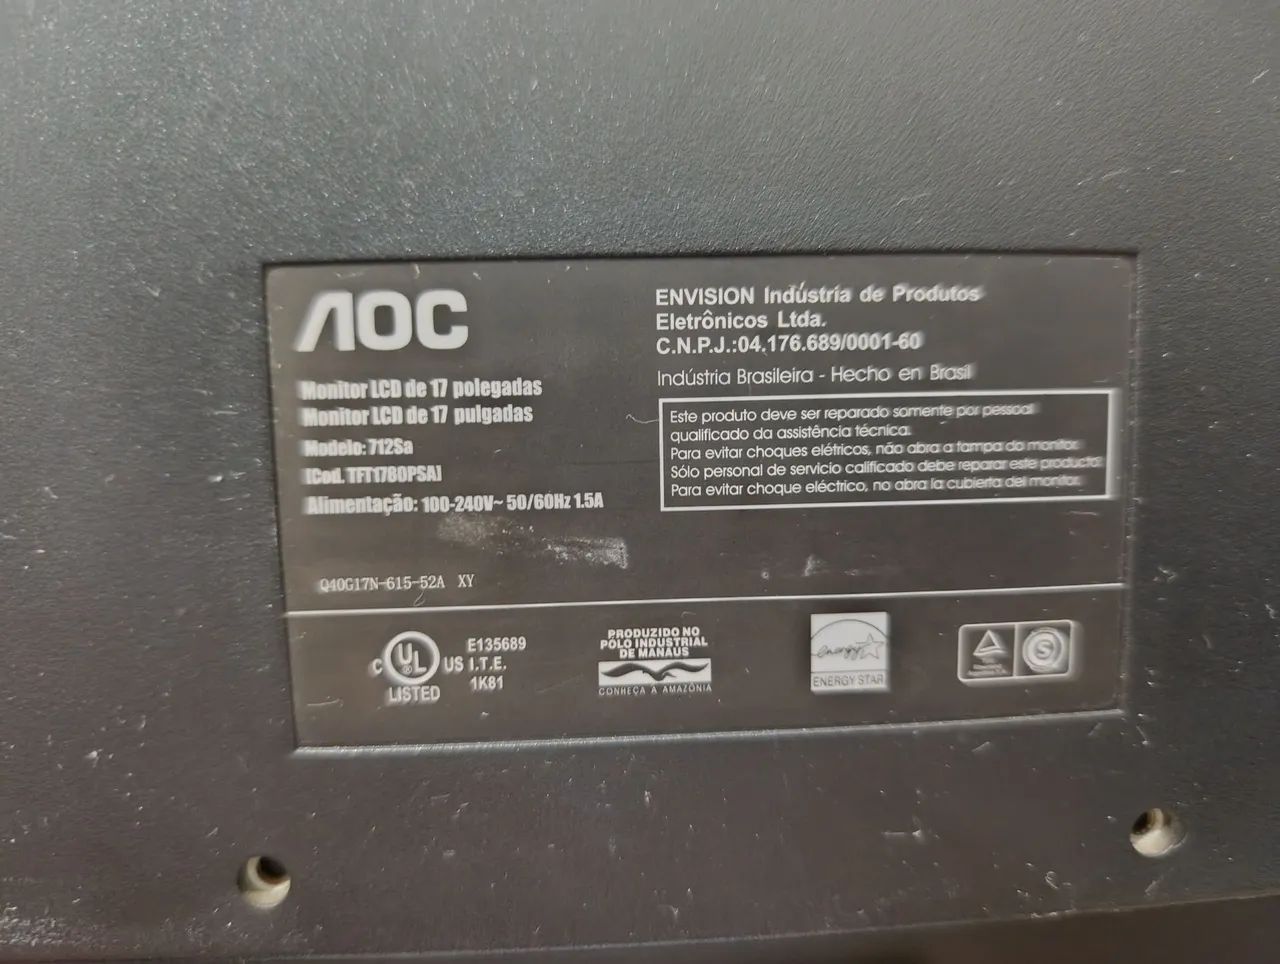 AOC
Monitor LCD de 17 polegadas
Monitor LCD de 17 pulgadas
Modelo: 712Sa
[Cod. TFT1780PSA]
Alimentação: 100-240V~ 50/60Hz 1.5A
Q40G17N-615-52A XY
ENVISION Indústria de Produtos
Eletrônicos Ltda.
C.N.P.J.:04.176.689/0001-60
Indústria Brasileira - Hecho en Brasil
Este produto deve ser reparado somente por pessoal
qualificado da assistência técnica.
Para evitar choques elétricos, não abra a tampa do monitor.
Sólo personal de servicio calificado debe reparar este producto.
Para evitar choque eléctrico, no abra la cubierta del monitor.
C UL US
®
LISTED
E135689
I.T.E.
1K81
PRODUZIDO NO
PÓLO INDUSTRIAL
DE MANAUS
CONHEÇA A AMAZÔNIA
energy
ENERGY STAR
S